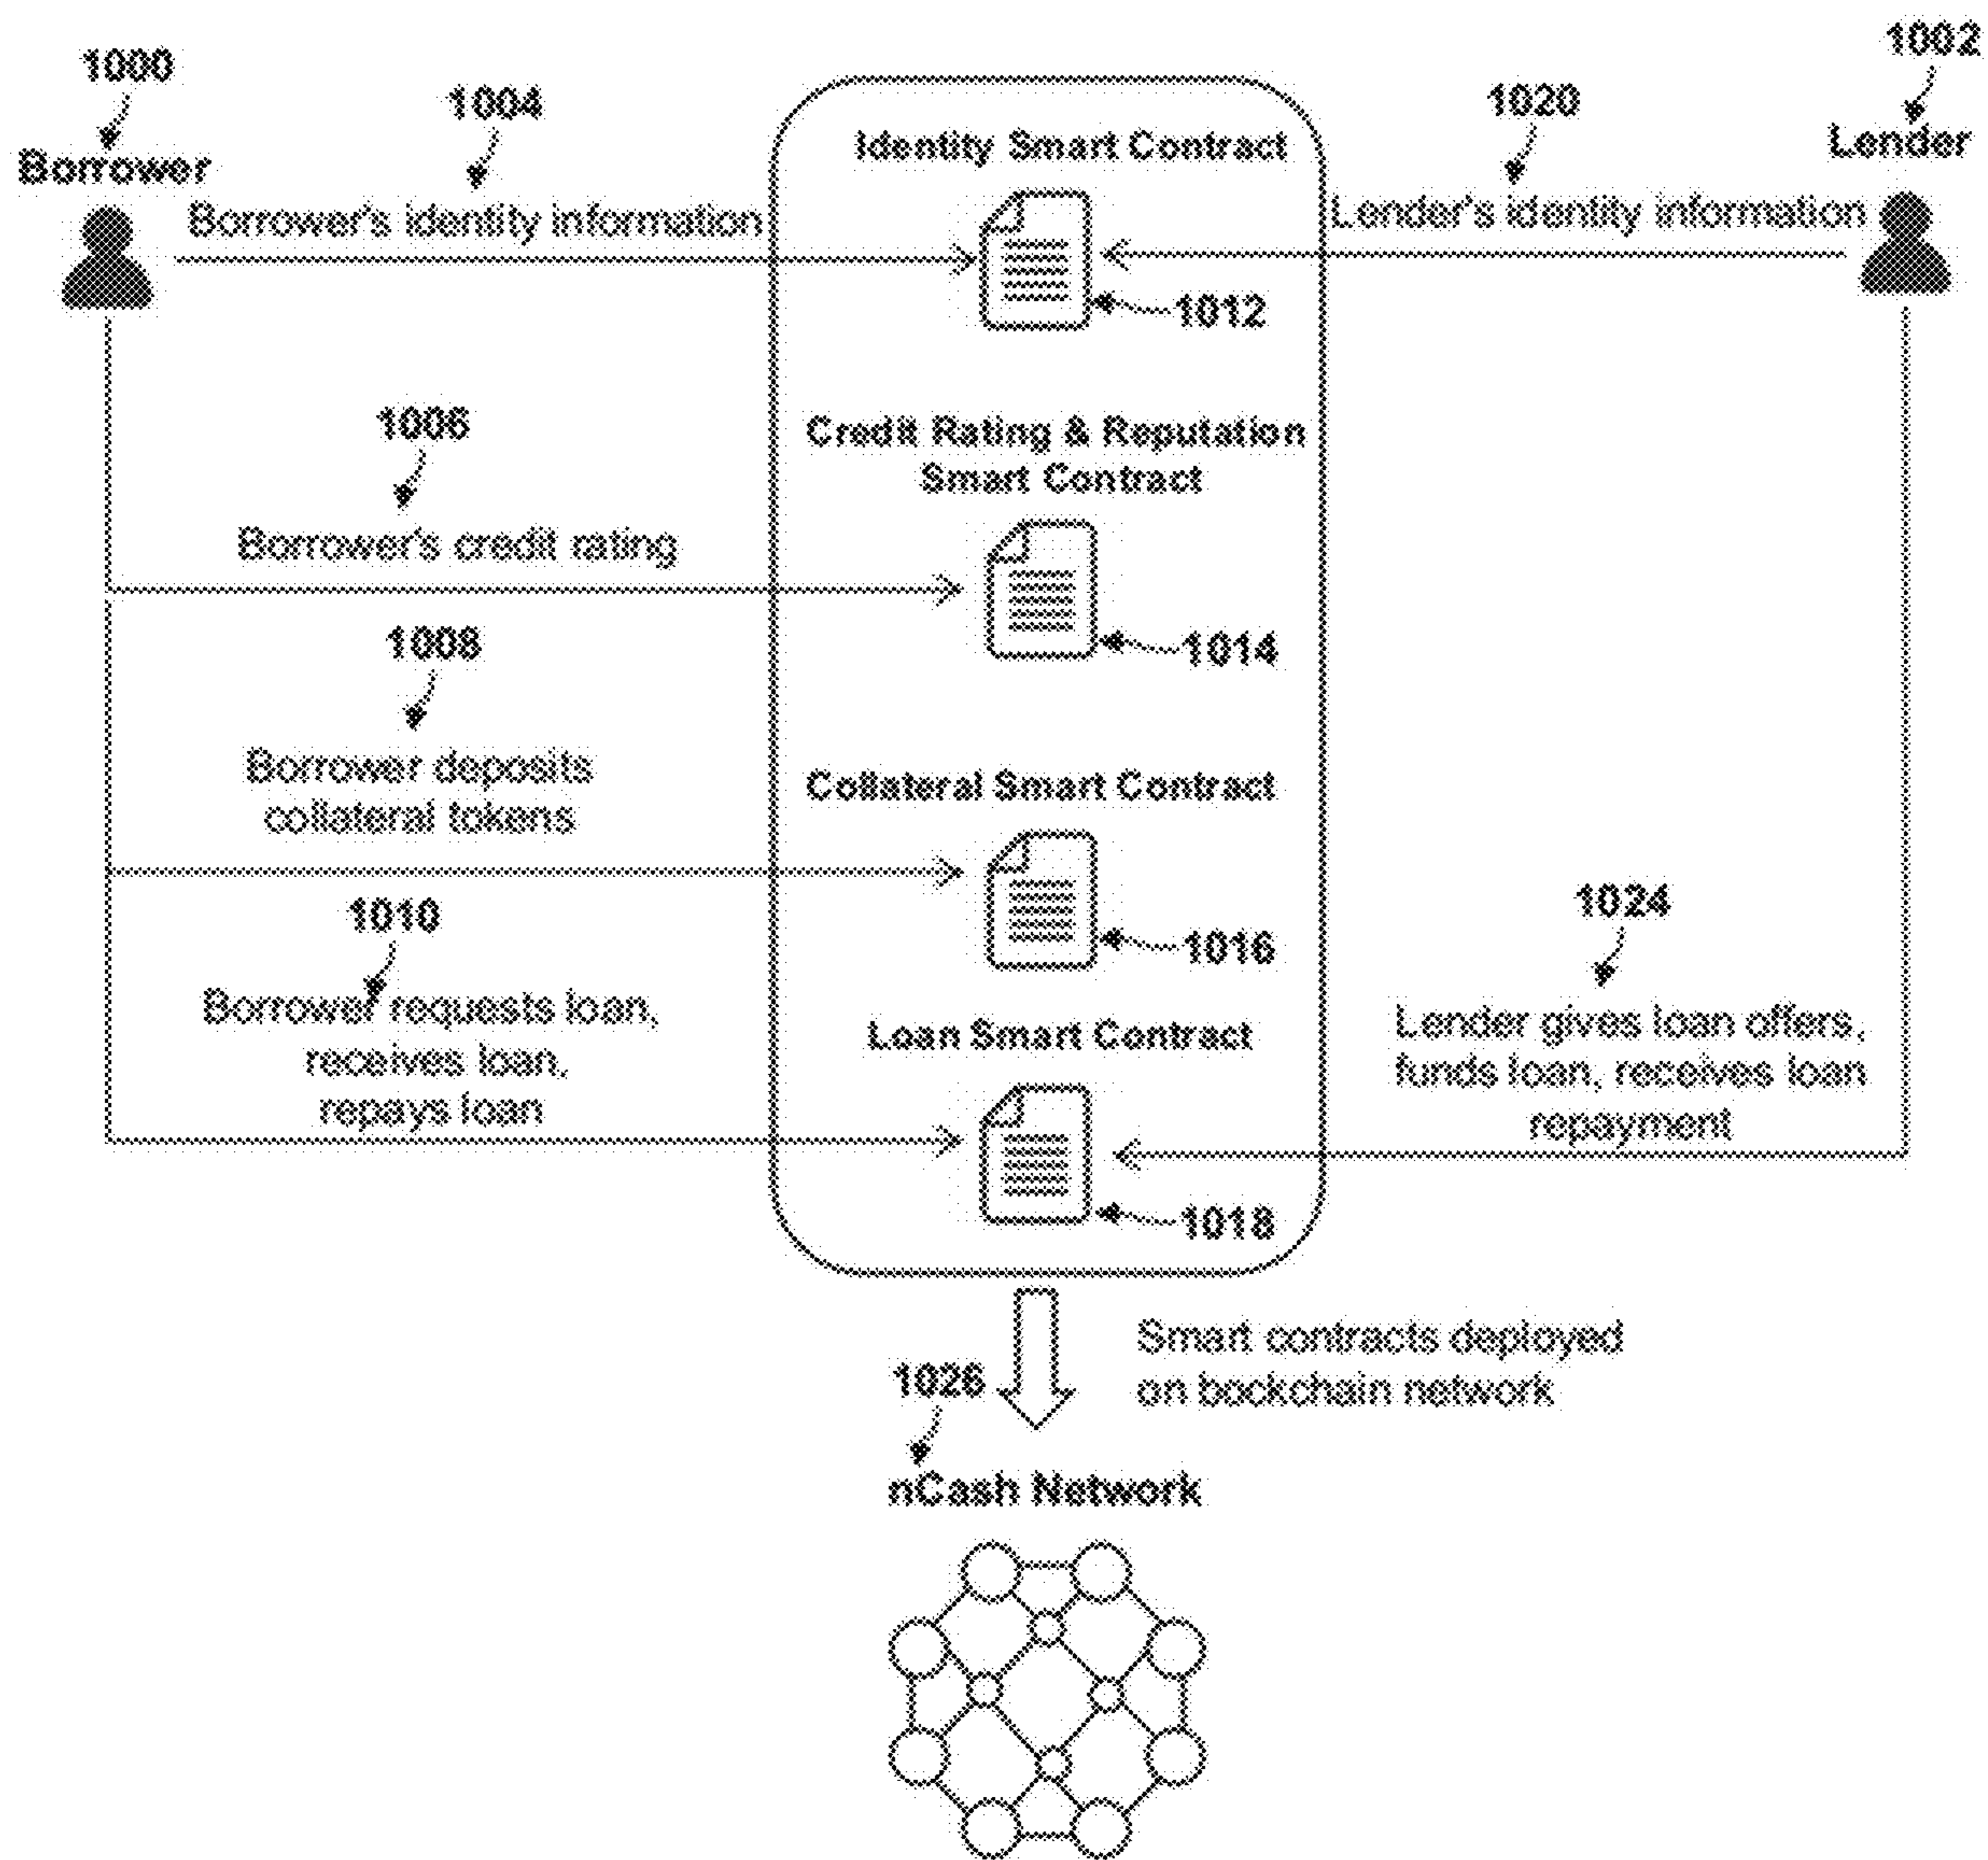 1000
1002
1004
1020
Borrower
Identity Smart Contract
Lender
Borrower's identity information
Lender's identity information
1012
1006
Credit Rating & Reputation
Smart Contract
Borrower's credit rating
1014
1008
Borrower deposits
collateral tokens
Collateral Smart Contract
1016
1010
1024
Borrower requests loan,
receives loan,
repays loan
Loan Smart Contract
Lender gives loan offers,
funds loan, receives loan
repayment
1018
Smart contracts deployed
on bockchain network
1026
nCash Network